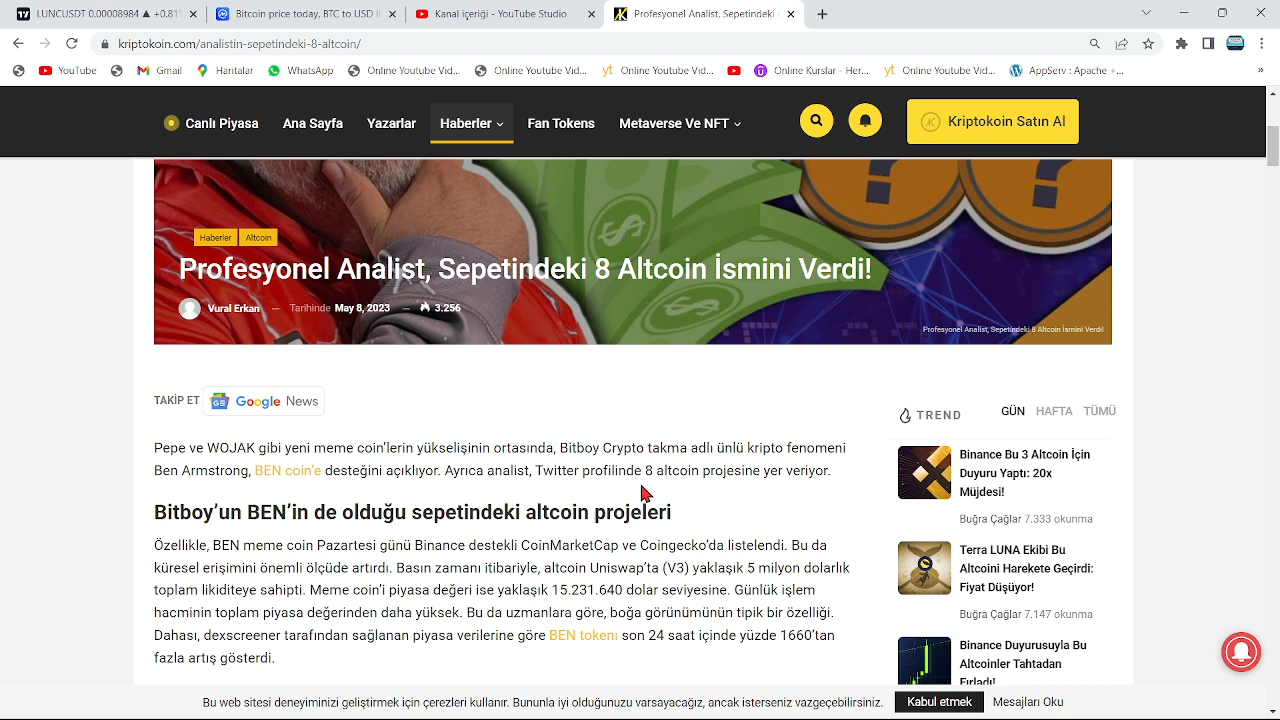 LUNCUSDT 0.00008984 ▲ +0.81
Bitcoin price today, BTC to USD li
Kanal içeriği - YouTube Studio
Profesyonel Analist, Sepetindeki
kriptokoin.com/analistin-sepetindeki-8-altcoin/
YouTube
Gmail
Haritalar
WhatsApp
Online Youtube Vid...
Online Youtube Vid...
yt Online Youtube Vid...
Online Kurslar - Her...
yt Online Youtube Vid...
AppServ : Apache +...
»
Canlı Piyasa
Ana Sayfa
Yazarlar
Haberler
Fan Tokens
Metaverse Ve NFT
Kriptokoin Satın Al
Haberler
Altcoin
Profesyonel Analist, Sepetindeki 8 Altcoin İsmini Verdi!
Vural Erkan — Tarihinde May 8, 2023 — 3.256
Profesyonel Analist, Sepetindeki 8 Altcoin İsmini Verdi!
TAKİP ET Google News
Pepe ve WOJAK gibi yeni meme coin’lerin yükselişinin ortasında, Bitboy Crypto takma adlı ünlü kripto fenomeni
Ben Armstrong, BEN coin’e desteğini açıklıyor. Ayrıca analist, Twitter profilinde 8 altcoin projesine yer veriyor.
Bitboy’un BEN’in de olduğu sepetindeki altcoin projeleri
Özellikle, BEN meme coin Pazartesi günü Binance destekli CoinMarketCap ve Coingecko’da listelendi. Bu da
küresel erişimini önemli ölçüde artırdı. Basın zamanı itibariyle, altcoin Uniswap’ta (V3) yaklaşık 5 milyon dolarlık
toplam likiditeye sahipti. Meme coin’i piyasa değeri ise yaklaşık 15.231.640 dolar seviyesine. Günlük işlem
hacminin toplam piyasa değerinden daha yüksek. Bu da uzmanlara göre, boğa görünümünün tipik bir özelliği.
Dahası, dexscreener tarafından sağlanan piyasa verilerine göre BEN tokenı son 24 saat içinde yüzde 1660’tan
fazla artış gösterdi.
TREND
GÜN
HAFTA
TÜMÜ
Binance Bu 3 Altcoin İçin
Duyuru Yaptı: 20x
Müjdesi!
Buğra Çağlar 7.333 okunma
Terra LUNA Ekibi Bu
Altcoini Harekete Geçirdi:
Fiyat Düşüyor!
Buğra Çağlar 7.147 okunma
Binance Duyurusuyla Bu
Altcoinler Tahtadan
Fırladı!
eyiminizi geliştirmek için çerezleri kullanır. Bununla iyi olduğunuzu varsayacağız, ancak isterseniz vazgeçebilirsiniz.
Kabul etmek
Mesajları Oku